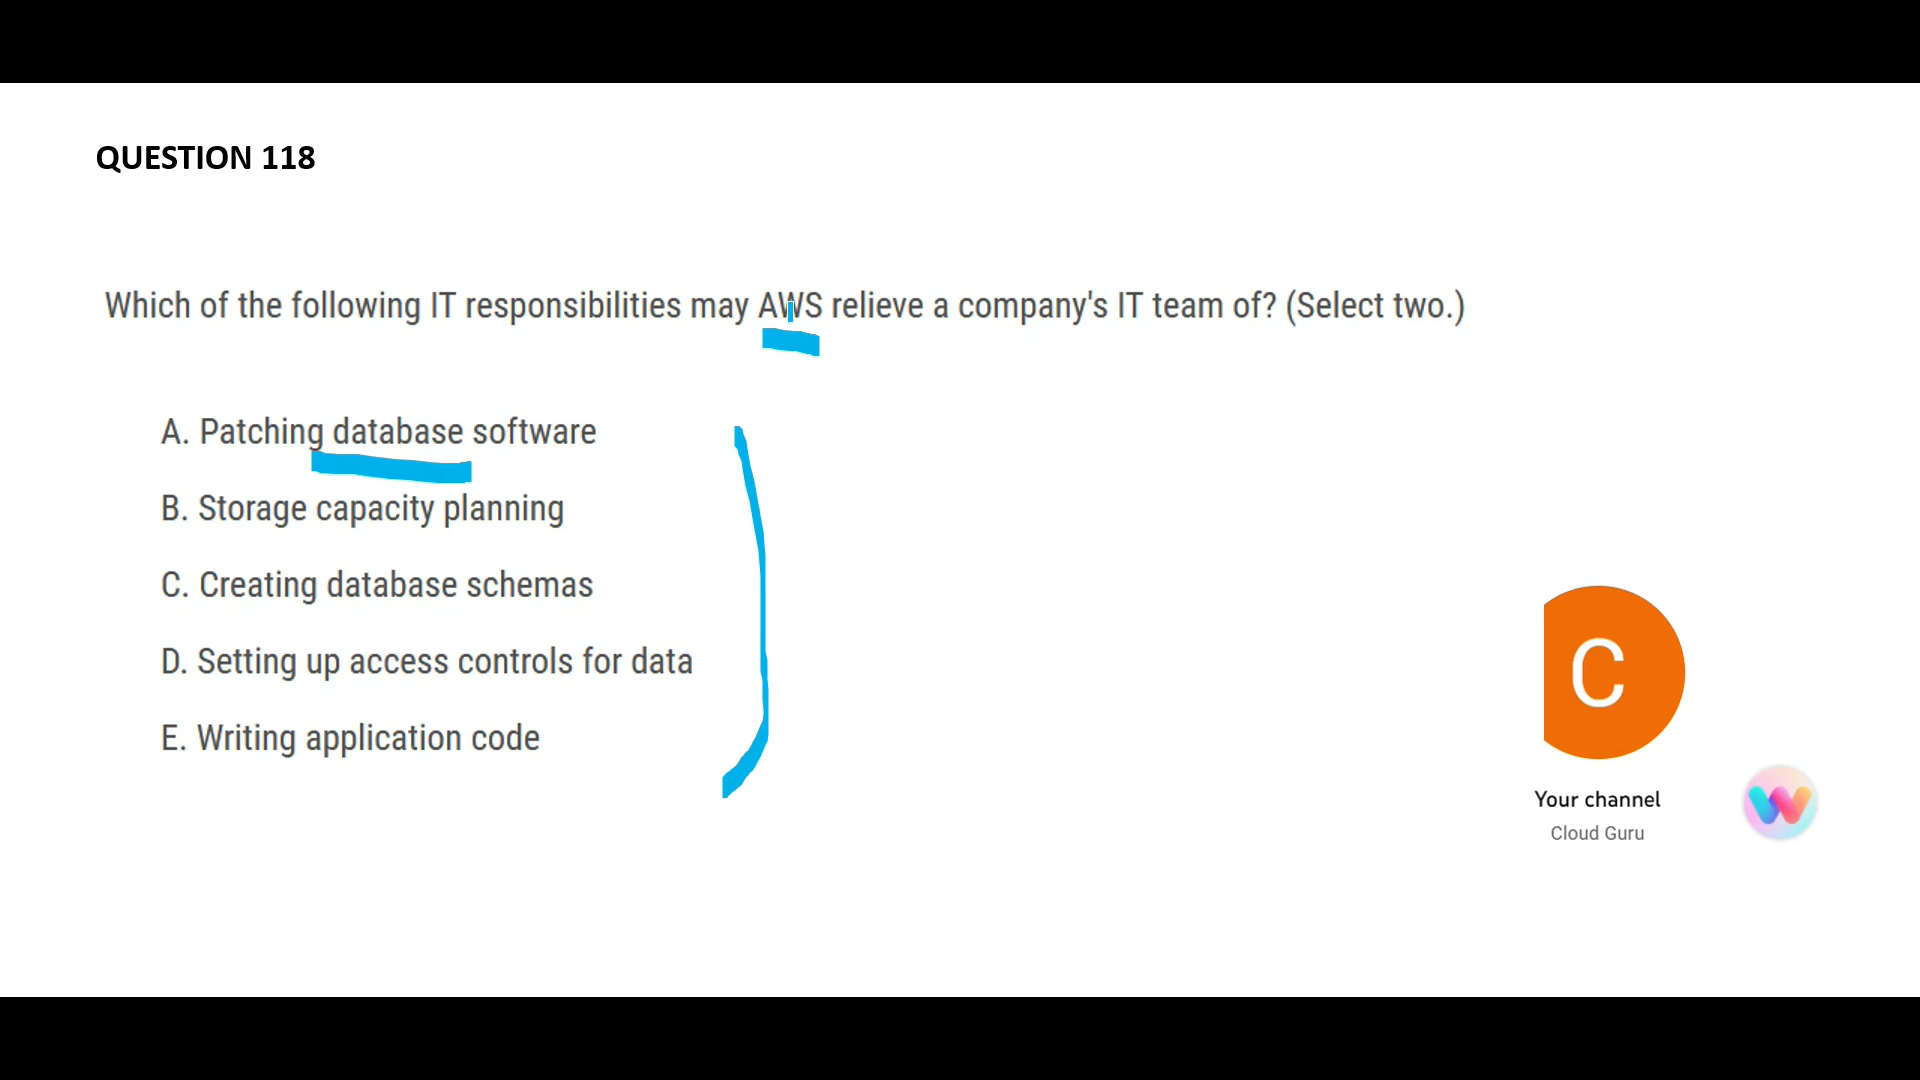 QUESTION 118
Which of the following IT responsibilities may AWS relieve a company's IT team of? (Select two.)
A. Patching database software
B. Storage capacity planning
C. Creating database schemas
D. Setting up access controls for data
E. Writing application code
C
Your channel
Cloud Guru